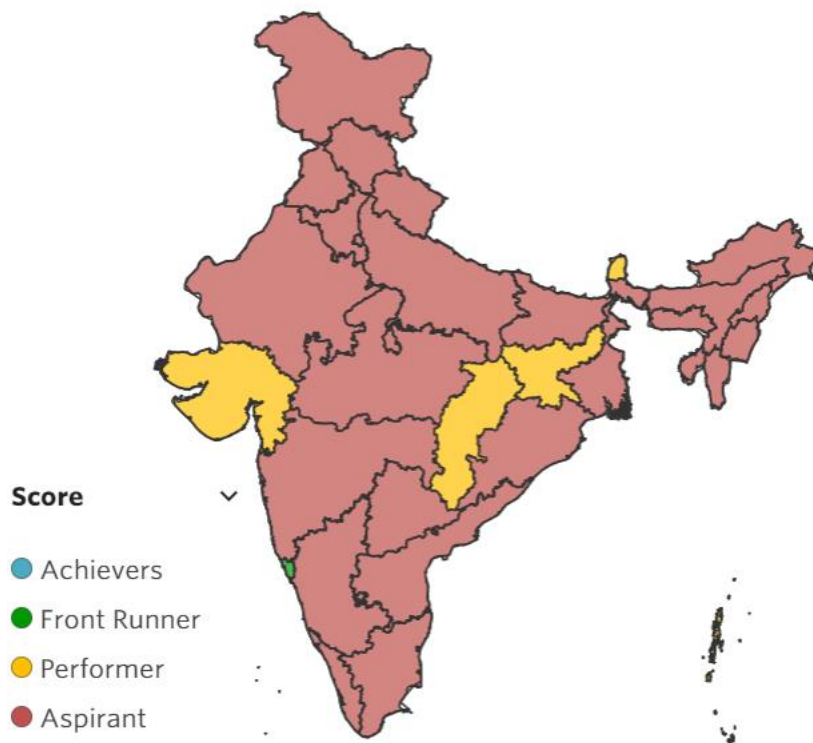 Score
Achievers
Front Runner
Performer
Aspirant